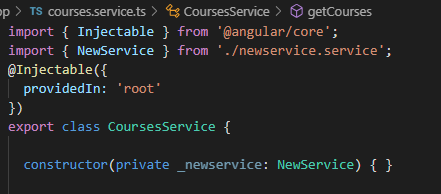 op > courses.service.ts > CoursesService > getCourses
import { Injectable } from '@angular/core';
import { NewService } from './newservice.service';
@Injectable({
  providedIn: 'root'
})
export class CoursesService {
  constructor(private _newservice: NewService) { }